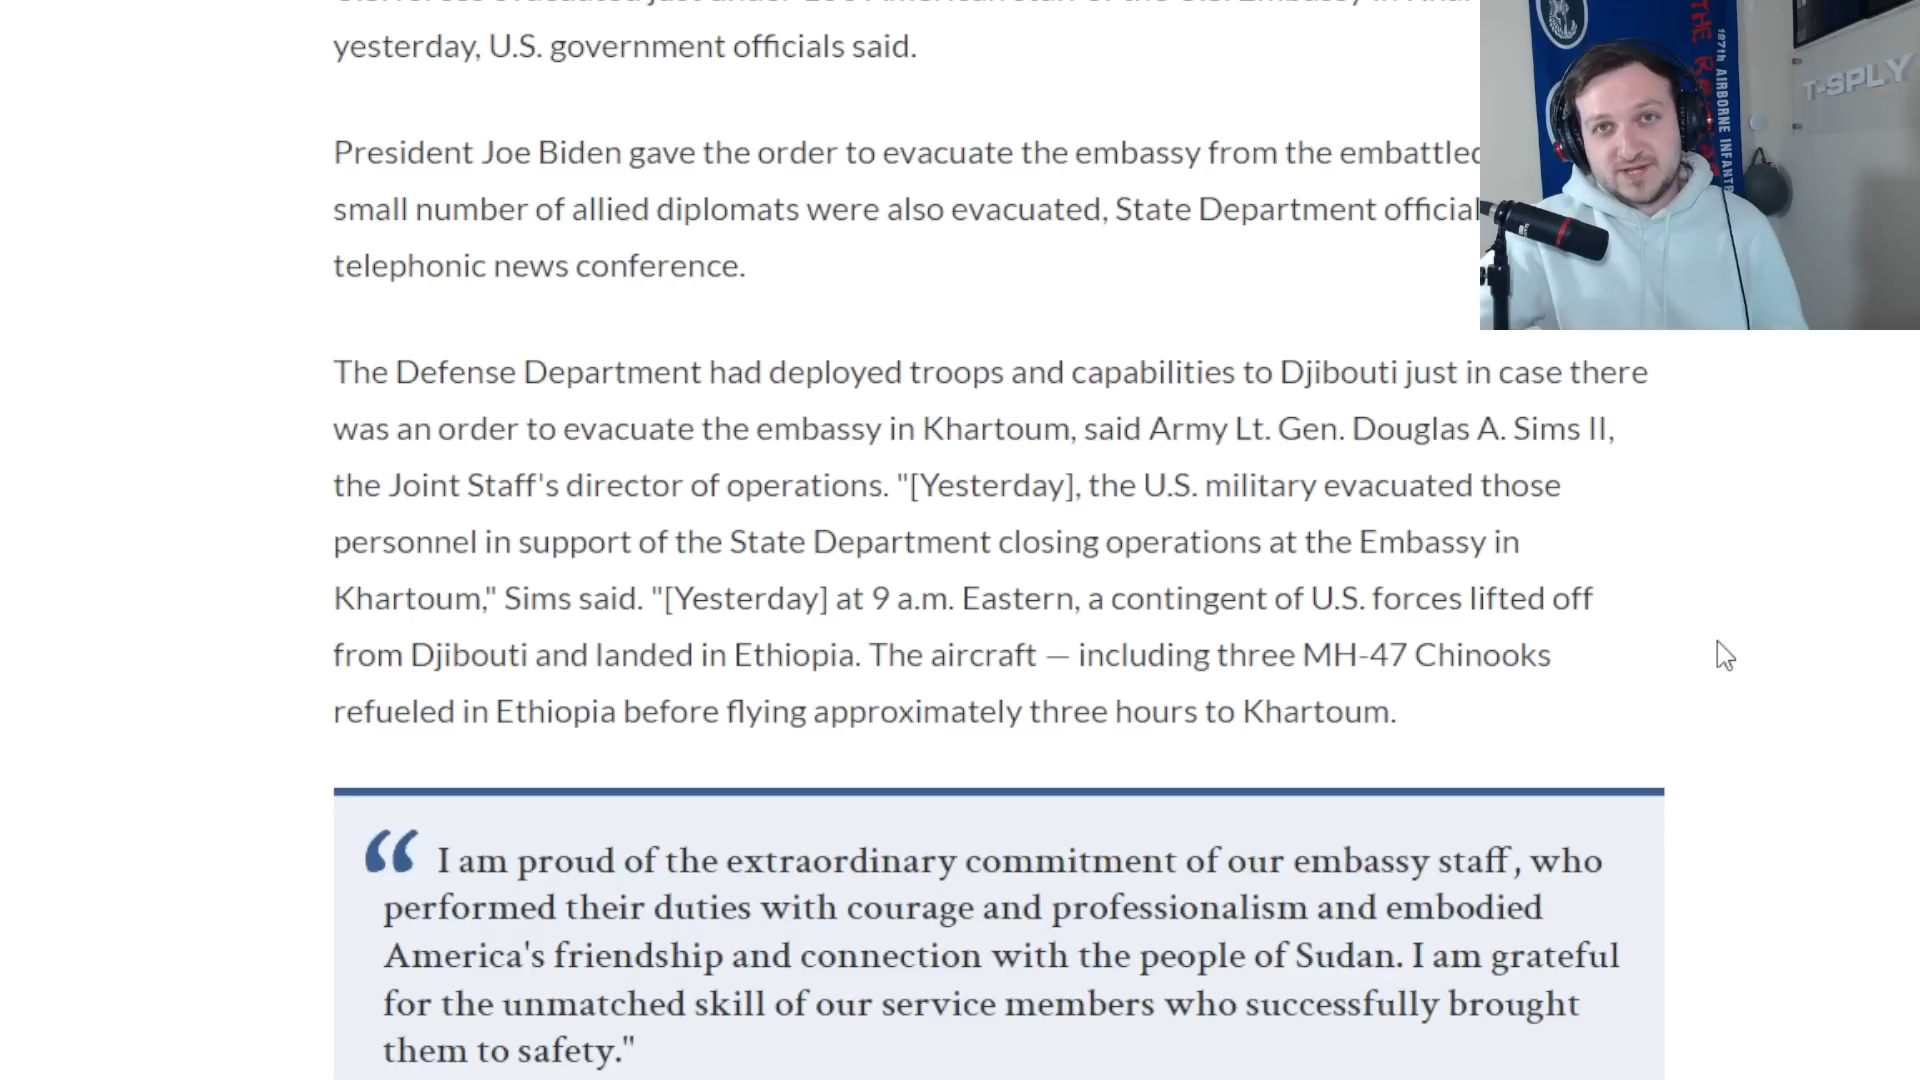 yesterday, U.S. government officials said.
President Joe Biden gave the order to evacuate the embassy from the embattled
small number of allied diplomats were also evacuated, State Department official
telephonic news conference.
The Defense Department had deployed troops and capabilities to Djibouti just in case there
was an order to evacuate the embassy in Khartoum, said Army Lt. Gen. Douglas A. Sims II,
the Joint Staff's director of operations. "[Yesterday], the U.S. military evacuated those
personnel in support of the State Department closing operations at the Embassy in
Khartoum," Sims said. "[Yesterday] at 9 a.m. Eastern, a contingent of U.S. forces lifted off
from Djibouti and landed in Ethiopia. The aircraft — including three MH-47 Chinooks
refueled in Ethiopia before flying approximately three hours to Khartoum.
“ I am proud of the extraordinary commitment of our embassy staff, who
performed their duties with courage and professionalism and embodied
America's friendship and connection with the people of Sudan. I am grateful
for the unmatched skill of our service members who successfully brought
them to safety."
THE
187th AIRBORNE INFANTR
T-SPLY